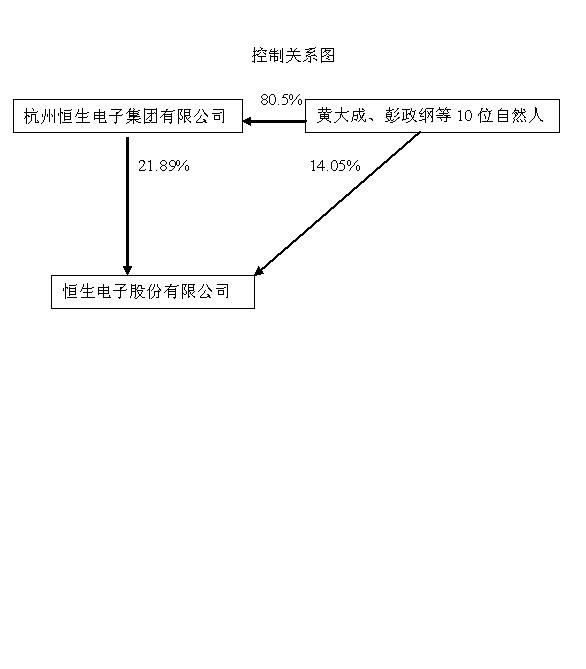 控制关系图
80.5%
杭州恒生电子集团有限公司
黄大成、彭政纲等 10 位自然人
21.89%
14.05%
恒生电子股份有限公司